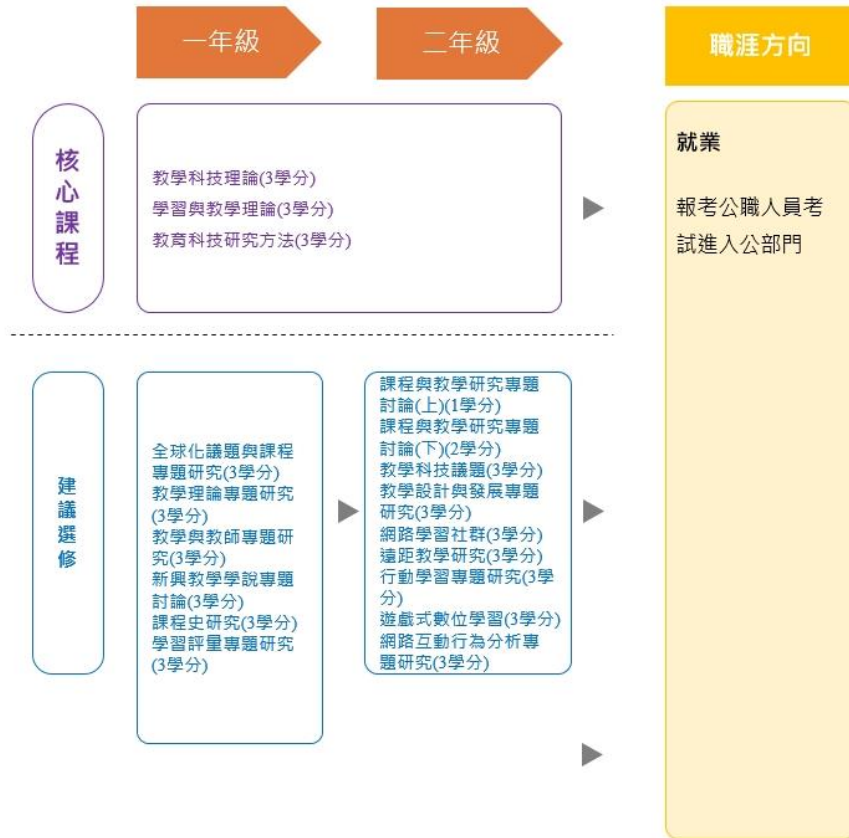 一年級
二年級
職涯方向
核心課程
教學科技理論(3學分)
學習與教學理論(3學分)
教育科技研究方法(3學分)
就業
報考公職人員考
試進入公部門
建議選修
全球化議題與課程
專題研究(3學分)
教學理論專題研究
(3學分)
教學與教師專題研
究(3學分)
新興教學學說專題
討論(3學分)
課程史研究(3學分)
學習評量專題研究
(3學分)
課程與教學研究專題
討論(上)(1學分)
課程與教學研究專題
討論(下)(2學分)
教學科技議題(3學分)
教學設計與發展專題
研究(3學分)
網路學習社群(3學分)
遠距教學研究(3學分)
行動學習專題研究(3學
分)
遊戲式數位學習(3學分)
網路互動行為分析專
題研究(3學分)